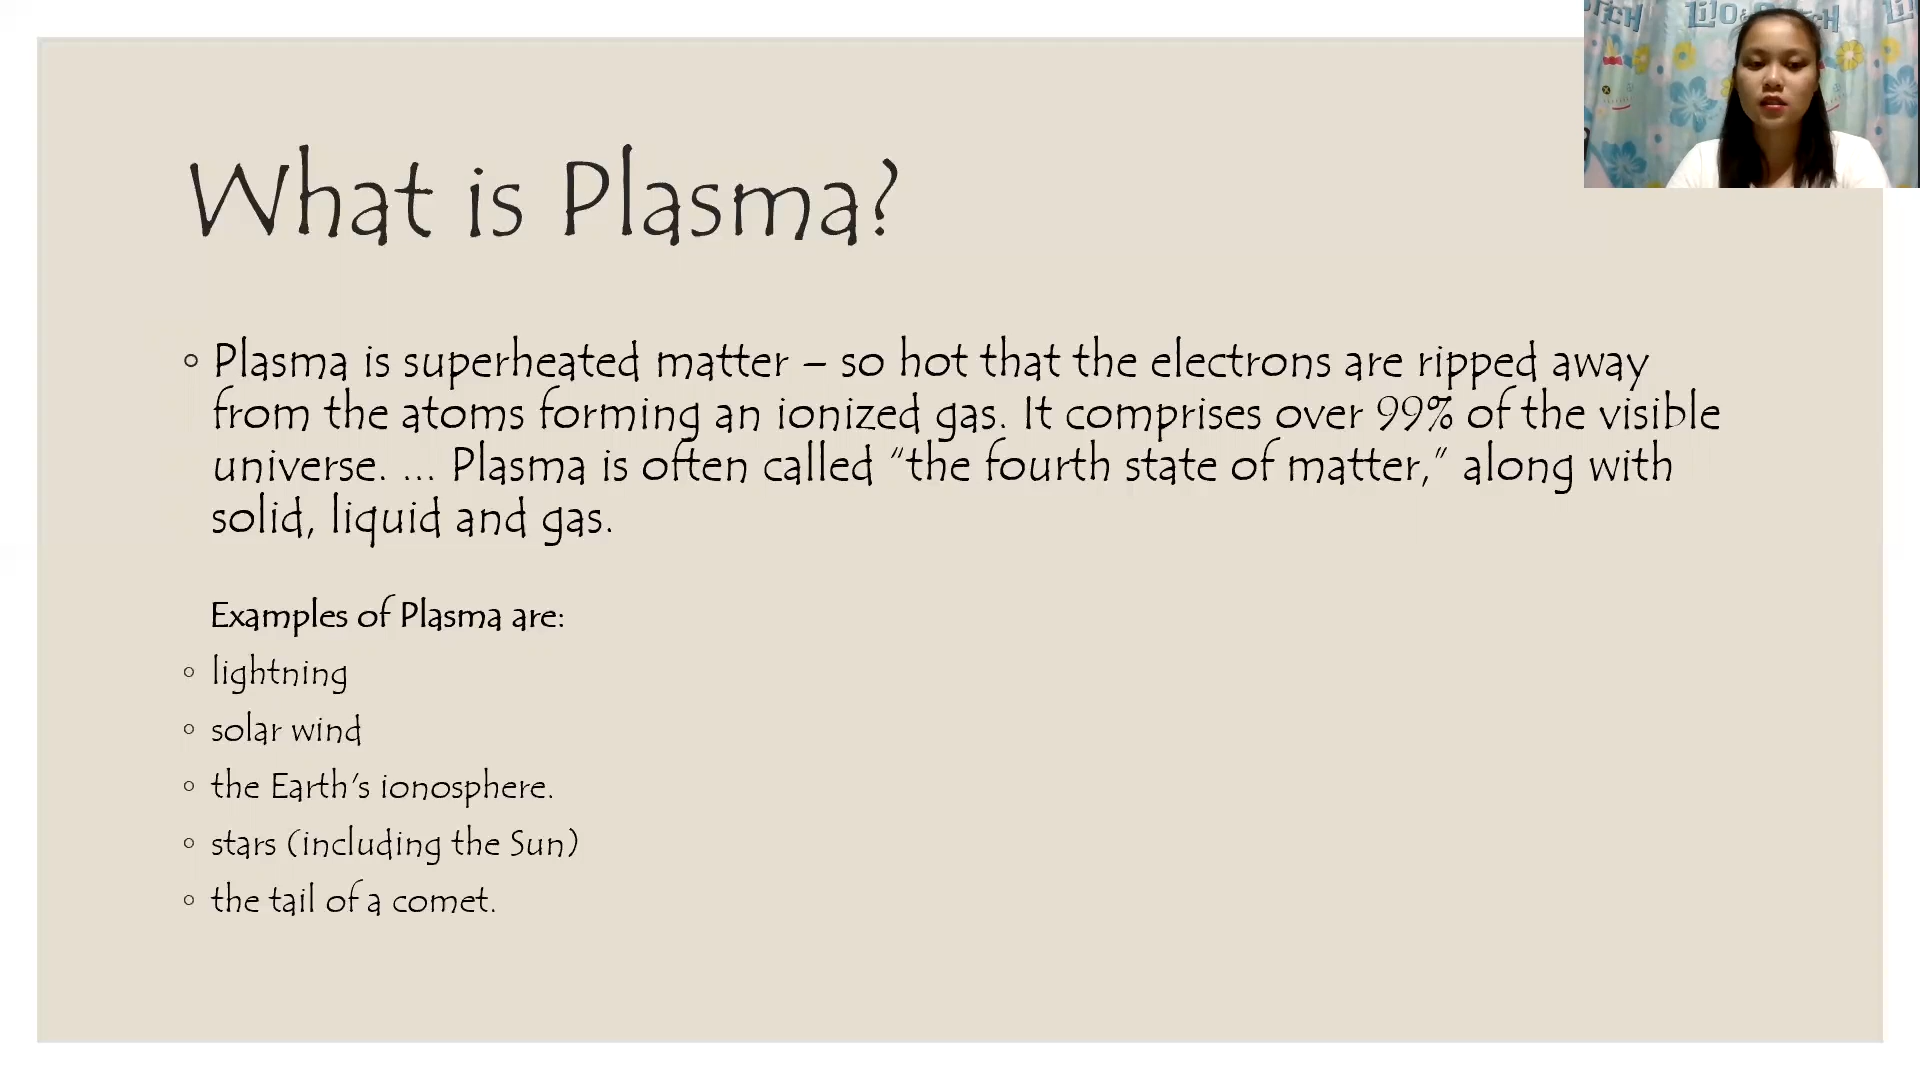 What is Plasma?
◦ Plasma is superheated matter – so hot that the electrons are ripped away
from the atoms forming an ionized gas. It comprises over 99% of the visible
universe. ... Plasma is often called “the fourth state of matter,” along with
solid, liquid and gas.
Examples of Plasma are:
◦ lightning
◦ solar wind
◦ the Earth's ionosphere.
◦ stars (including the Sun)
◦ the tail of a comet.